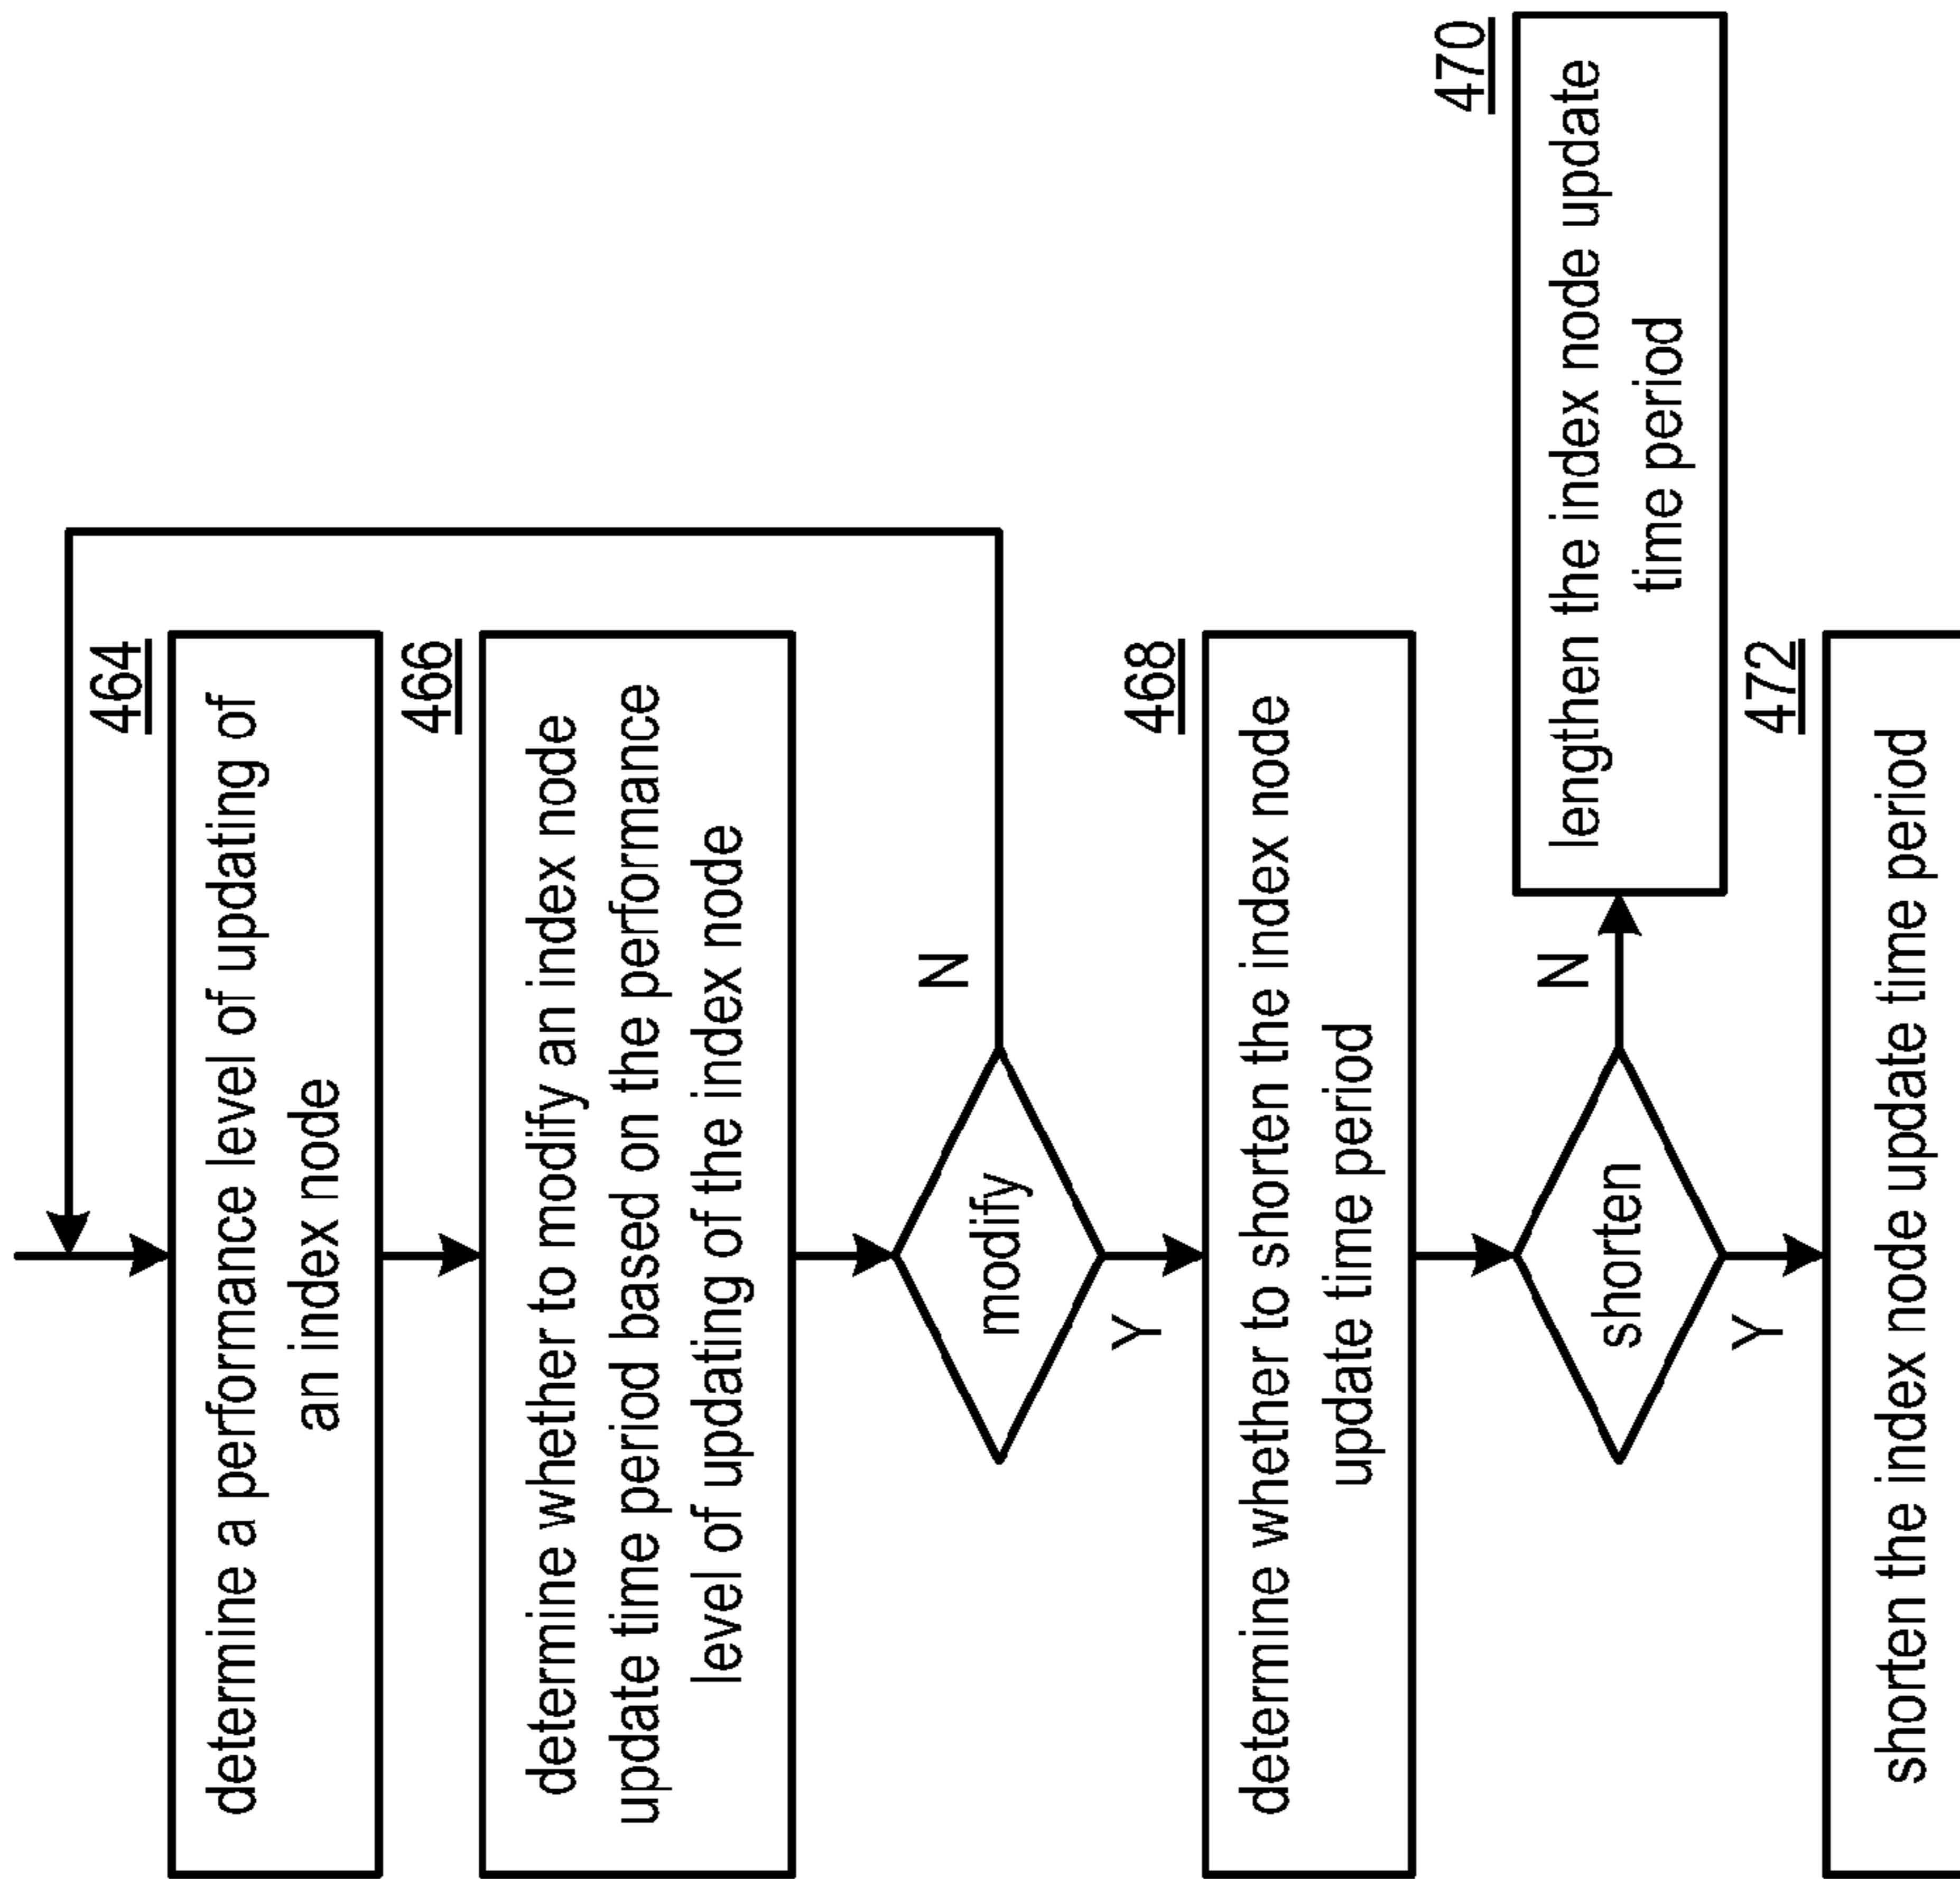 464
determine a performance level of updating of
an index node
466
determine whether to modify an index node
update time period based on the performance
level of updating of the index node
modify
N
Y
468
determine whether to shorten the index node
update time period
shorten
N
470
lengthen the index node update
time period
Y
472
shorten the index node update time period